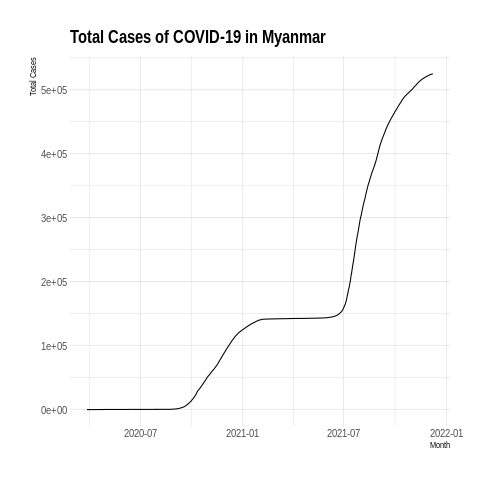 Total Cases of COVID-19 in Myanmar
Total Cases
5e+05
4e+05
3e+05
2e+05
1e+05
0e+00
2020-07 2021-01 2021-07 2022-01
Month